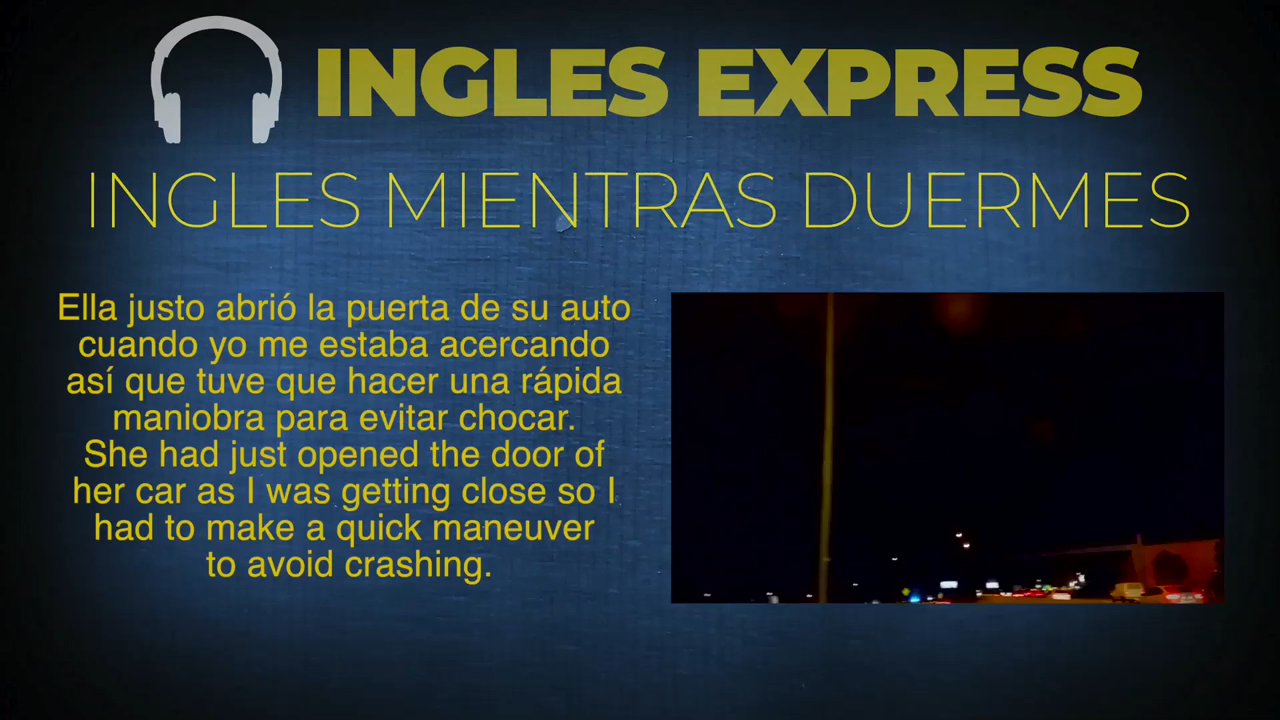 INGLES EXPRESS
INGLES MIENTRAS DUERMES
Ella justo abrió la puerta de su auto
cuando yo me estaba acercando
así que tuve que hacer una rápida
maniobra para evitar chocar.
She had just opened the door of
her car as I was getting close so I
had to make a quick maneuver
to avoid crashing.